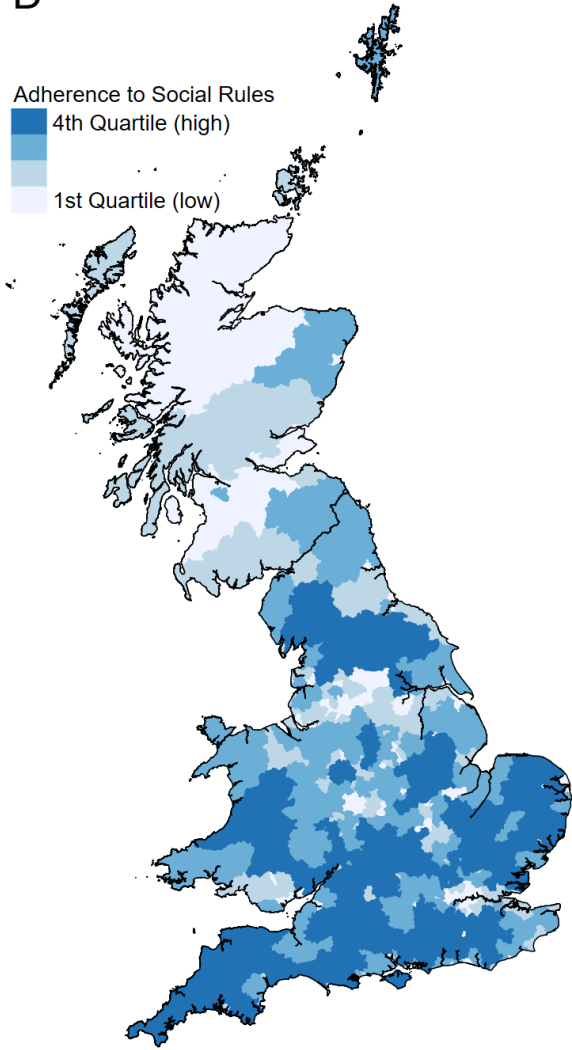 Adherence to Social Rules
4th Quartile (high)
1st Quartile (low)